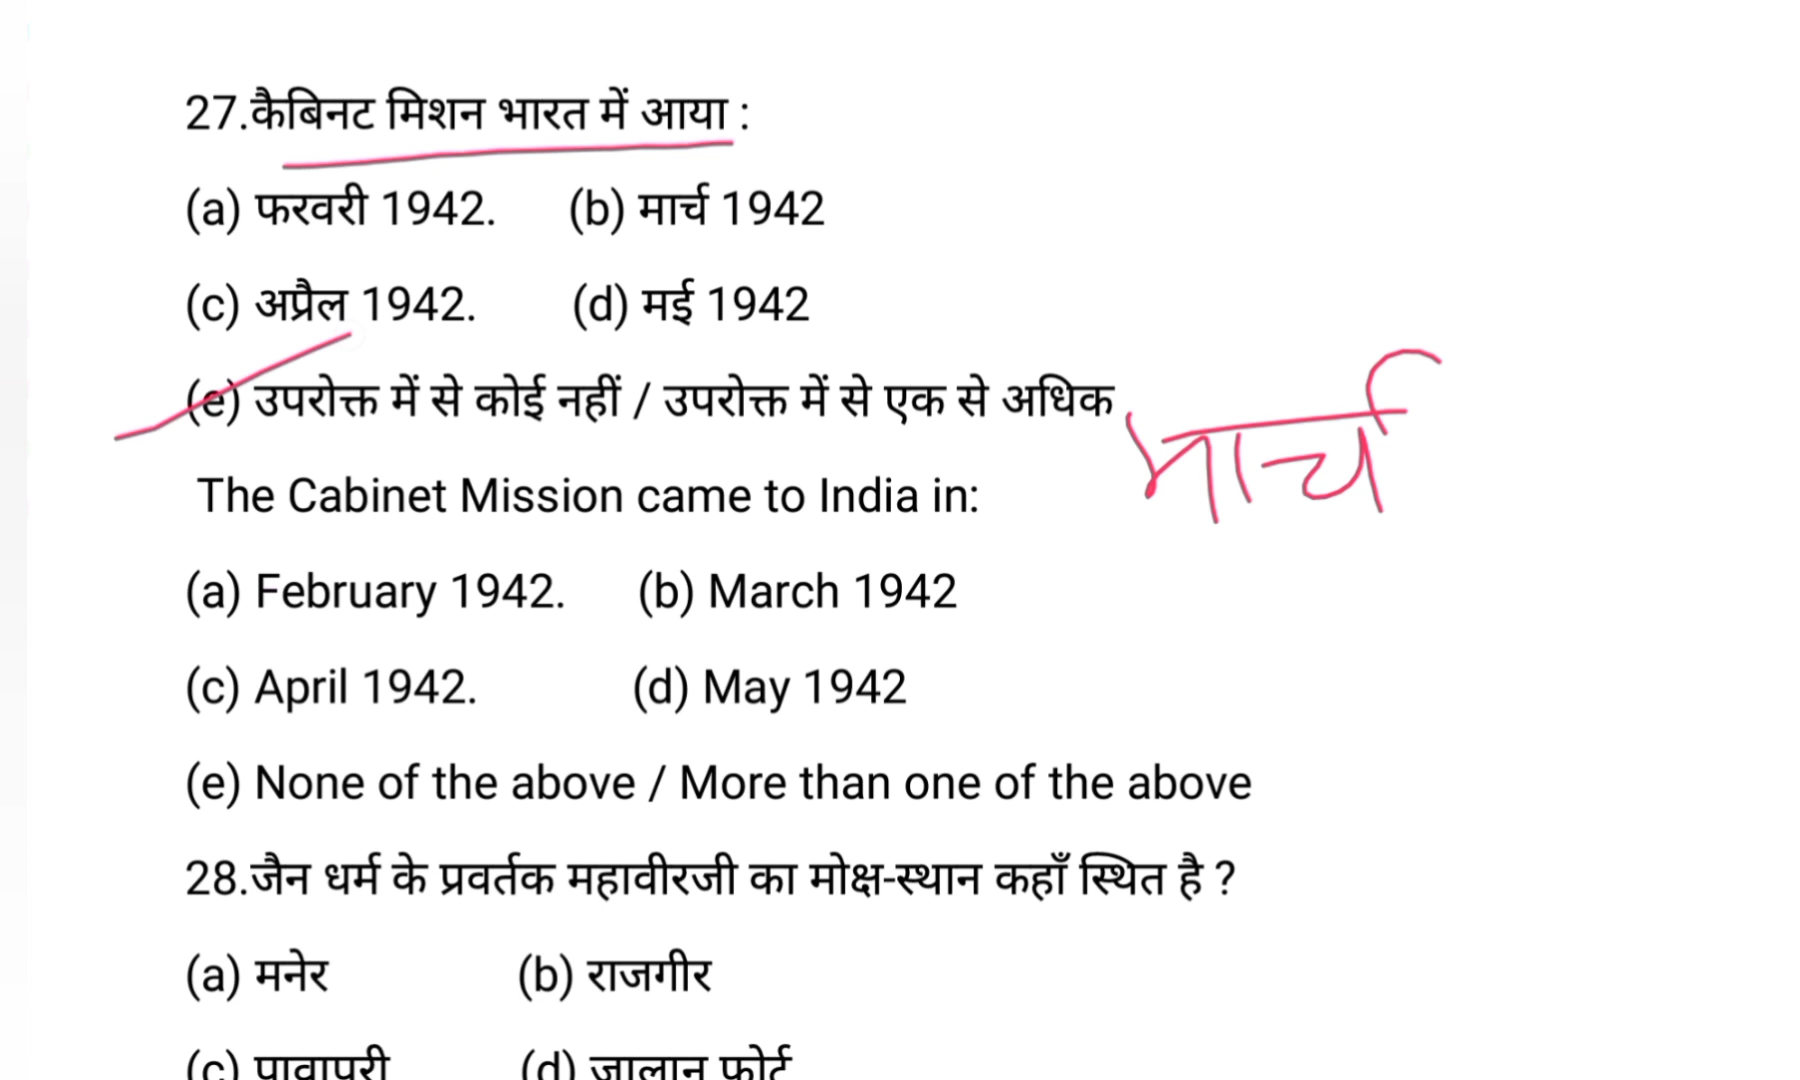 27.कैबिनट मिशन भारत में आया :
(a) फरवरी 1942. (b) मार्च 1942
(c) अप्रैल 1942. (d) मई 1942
(e) उपरोक्त में से कोई नहीं / उपरोक्त में से एक से अधिक
मार्च
The Cabinet Mission came to India in:
(a) February 1942. (b) March 1942
(c) April 1942. (d) May 1942
(e) None of the above / More than one of the above
28.जैन धर्म के प्रवर्तक महावीरजी का मोक्ष-स्थान कहाँ स्थित है ?
(a) मनेर (b) राजगीर
(c) पावापुरी (d) जालान फोर्ट